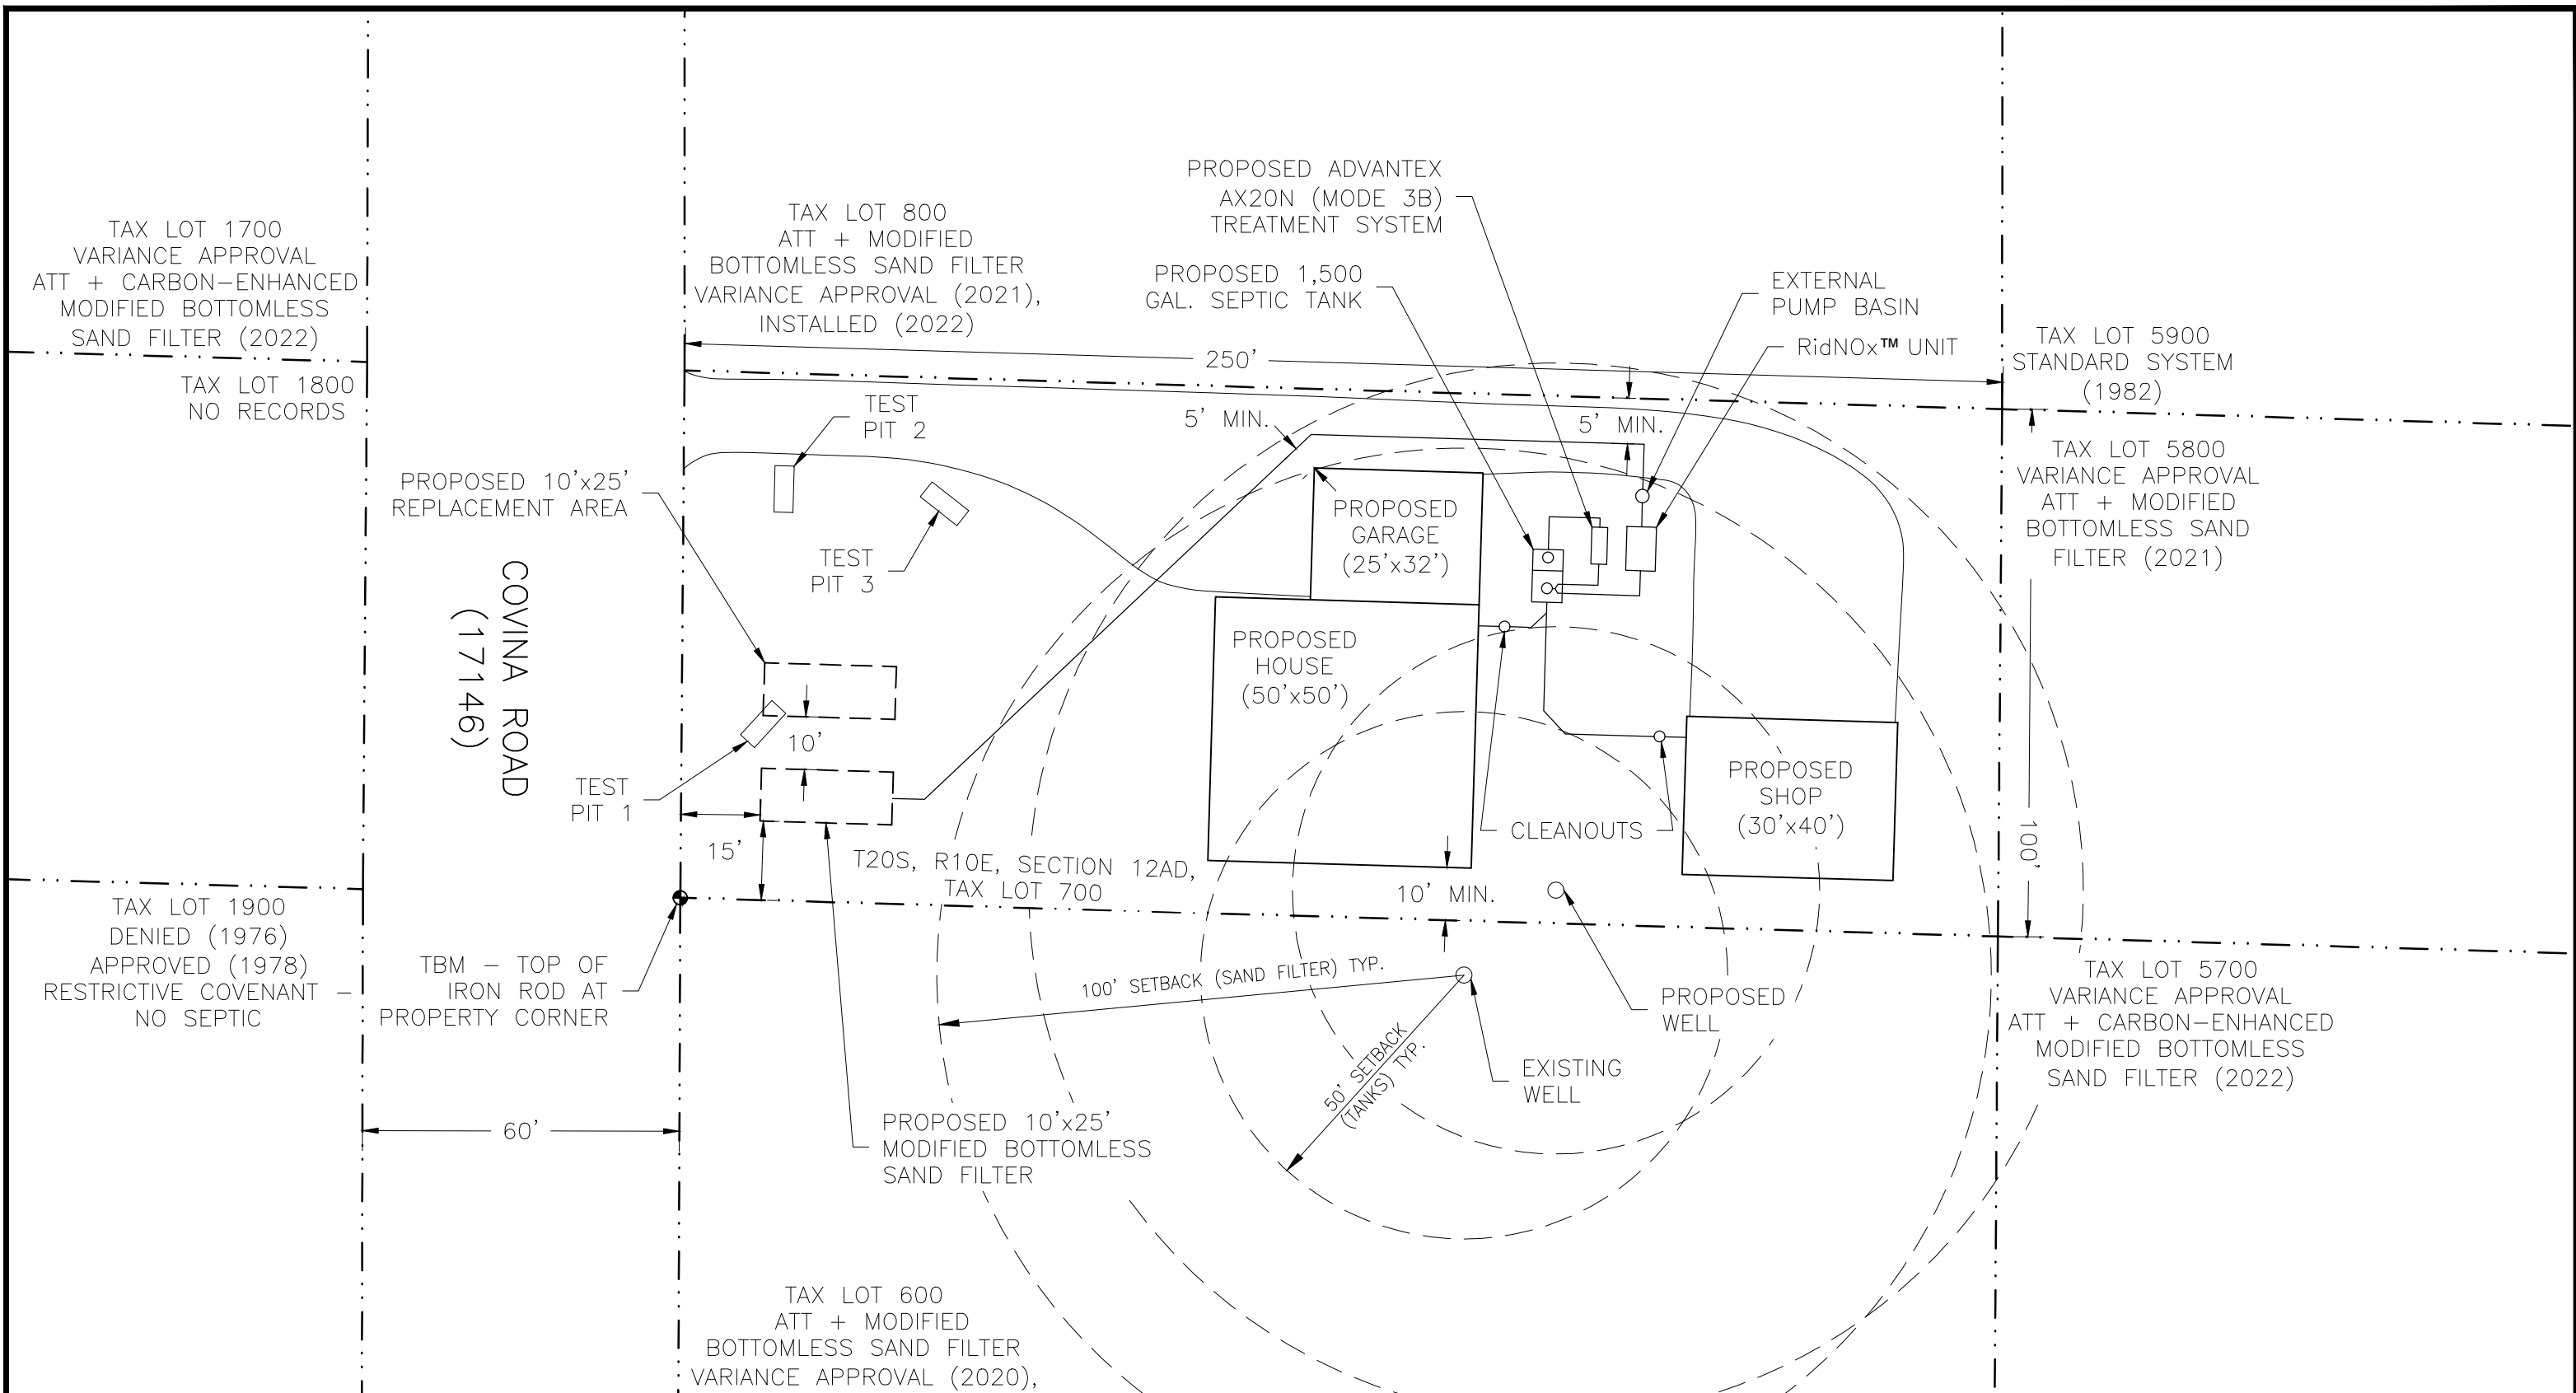 TAX LOT 1700
VARIANCE APPROVAL
ATT + CARBON-ENHANCED
MODIFIED BOTTOMLESS
SAND FILTER (2022)
TAX LOT 1800
NO RECORDS
TAX LOT 800
ATT + MODIFIED
BOTTOMLESS SAND FILTER
VARIANCE APPROVAL (2021),
INSTALLED (2022)
PROPOSED ADVANTEX
AX20N (MODE 3B)
TREATMENT SYSTEM
PROPOSED 1,500
GAL. SEPTIC TANK
EXTERNAL
PUMP BASIN
RidNOx™ UNIT
TAX LOT 5900
STANDARD SYSTEM
(1982)
250'
TEST
PIT 2
5' MIN.
5' MIN.
TAX LOT 5800
VARIANCE APPROVAL
ATT + MODIFIED
BOTTOMLESS SAND
FILTER (2021)
PROPOSED 10'x25'
REPLACEMENT AREA
TEST
PIT 3
PROPOSED
GARAGE
(25'x32')
COVINA ROAD
(17146)
PROPOSED
HOUSE
(50'x50')
10'
TEST
PIT 1
PROPOSED
SHOP
(30'x40')
CLEANOUTS
100'
15'
T20S, R10E, SECTION 12AD,
TAX LOT 700
10' MIN.
TAX LOT 1900
DENIED (1976)
APPROVED (1978)
RESTRICTIVE COVENANT -
NO SEPTIC
TBM - TOP OF
IRON ROD AT
PROPERTY CORNER
100' SETBACK (SAND FILTER) TYP.
PROPOSED
WELL
TAX LOT 5700
VARIANCE APPROVAL
ATT + CARBON-ENHANCED
MODIFIED BOTTOMLESS
SAND FILTER (2022)
50' SETBACK
(TANKS) TYP.
EXISTING
WELL
60'
PROPOSED 10'x25'
MODIFIED BOTTOMLESS
SAND FILTER
TAX LOT 600
ATT + MODIFIED
BOTTOMLESS SAND FILTER
VARIANCE APPROVAL (2020),